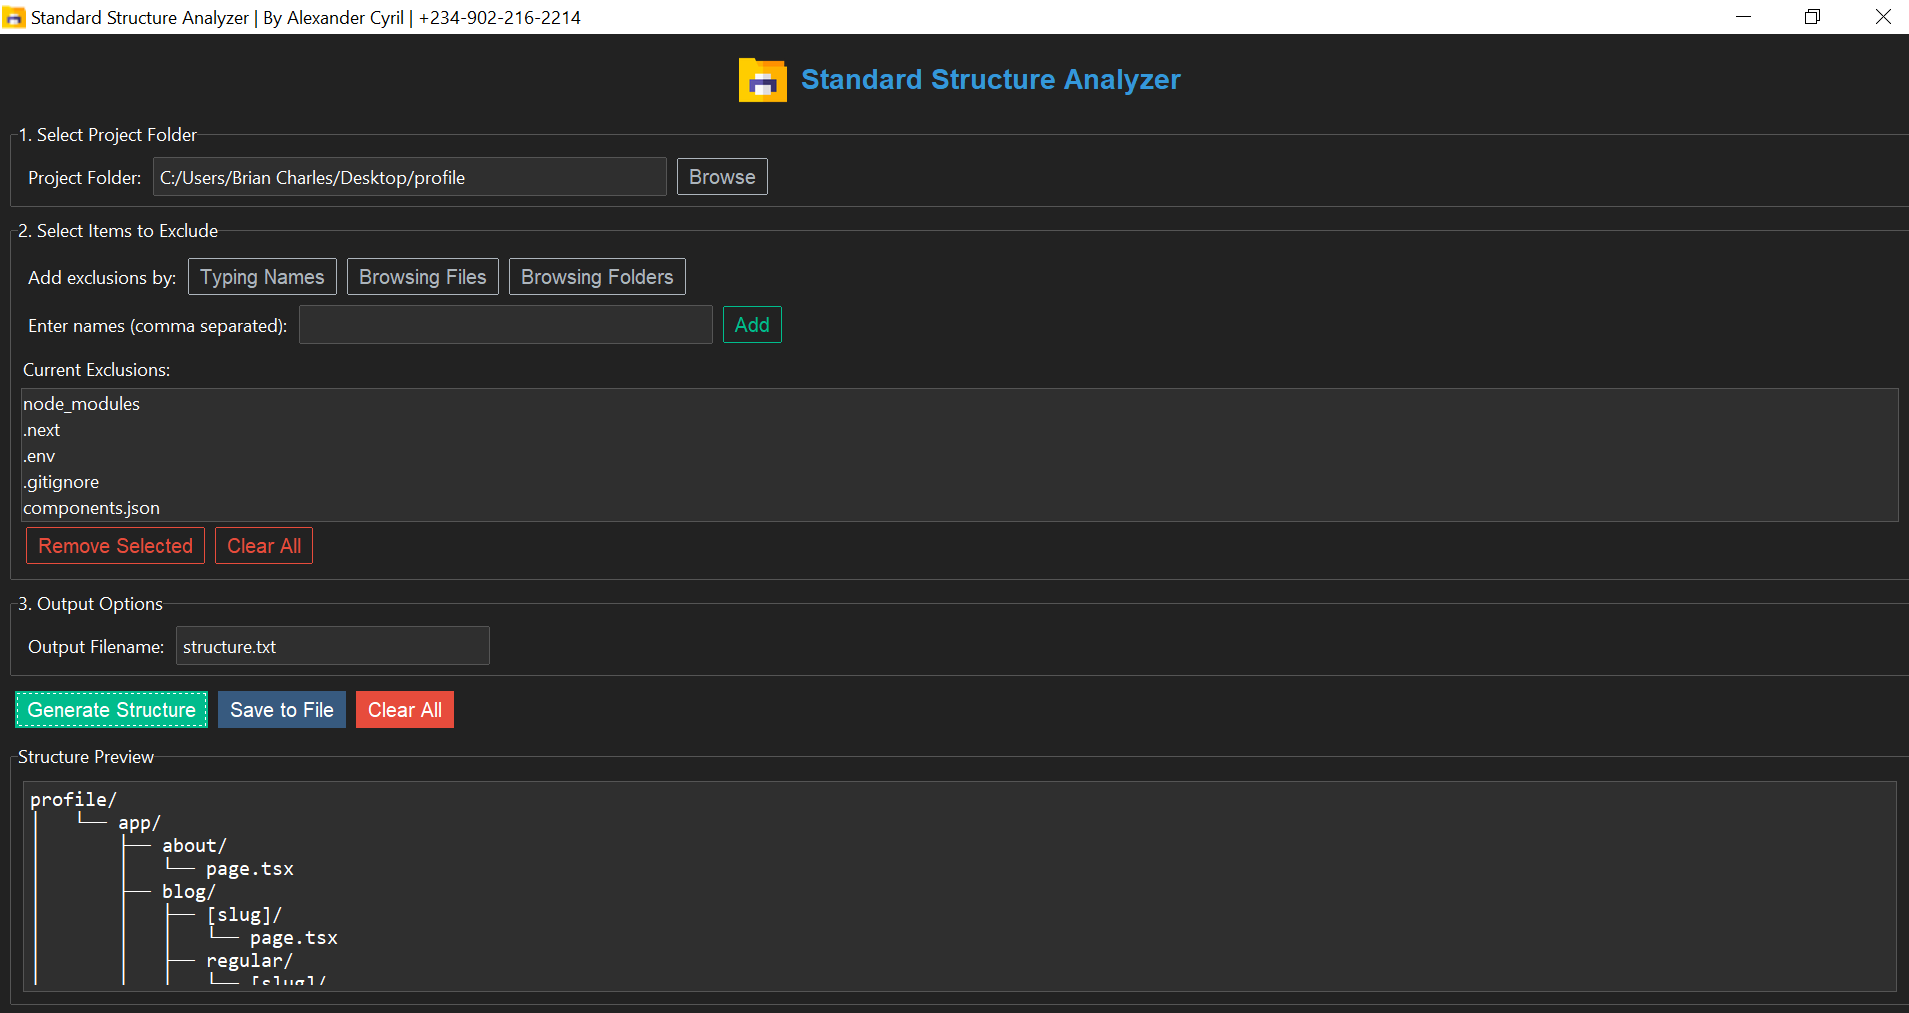 Standard Structure Analyzer | By Alexander Cyril | +234-902-216-2214
Standard Structure Analyzer
1. Select Project Folder
Project Folder: C:/Users/Brian Charles/Desktop/profile Browse
2. Select Items to Exclude
Add exclusions by: Typing Names Browsing Files Browsing Folders
Enter names (comma separated): Add
Current Exclusions:
node_modules
.next
.env
.gitignore
components.json
Remove Selected Clear All
3. Output Options
Output Filename: structure.txt
Generate Structure Save to File Clear All
Structure Preview
profile/
│   └── app/
│       ├── about/
│       │   └── page.tsx
│       ├── blog/
│       │   ├── [slug]/
│       │   │   └── page.tsx
│       │   ├── regular/
│       │   │   └── [slug]/